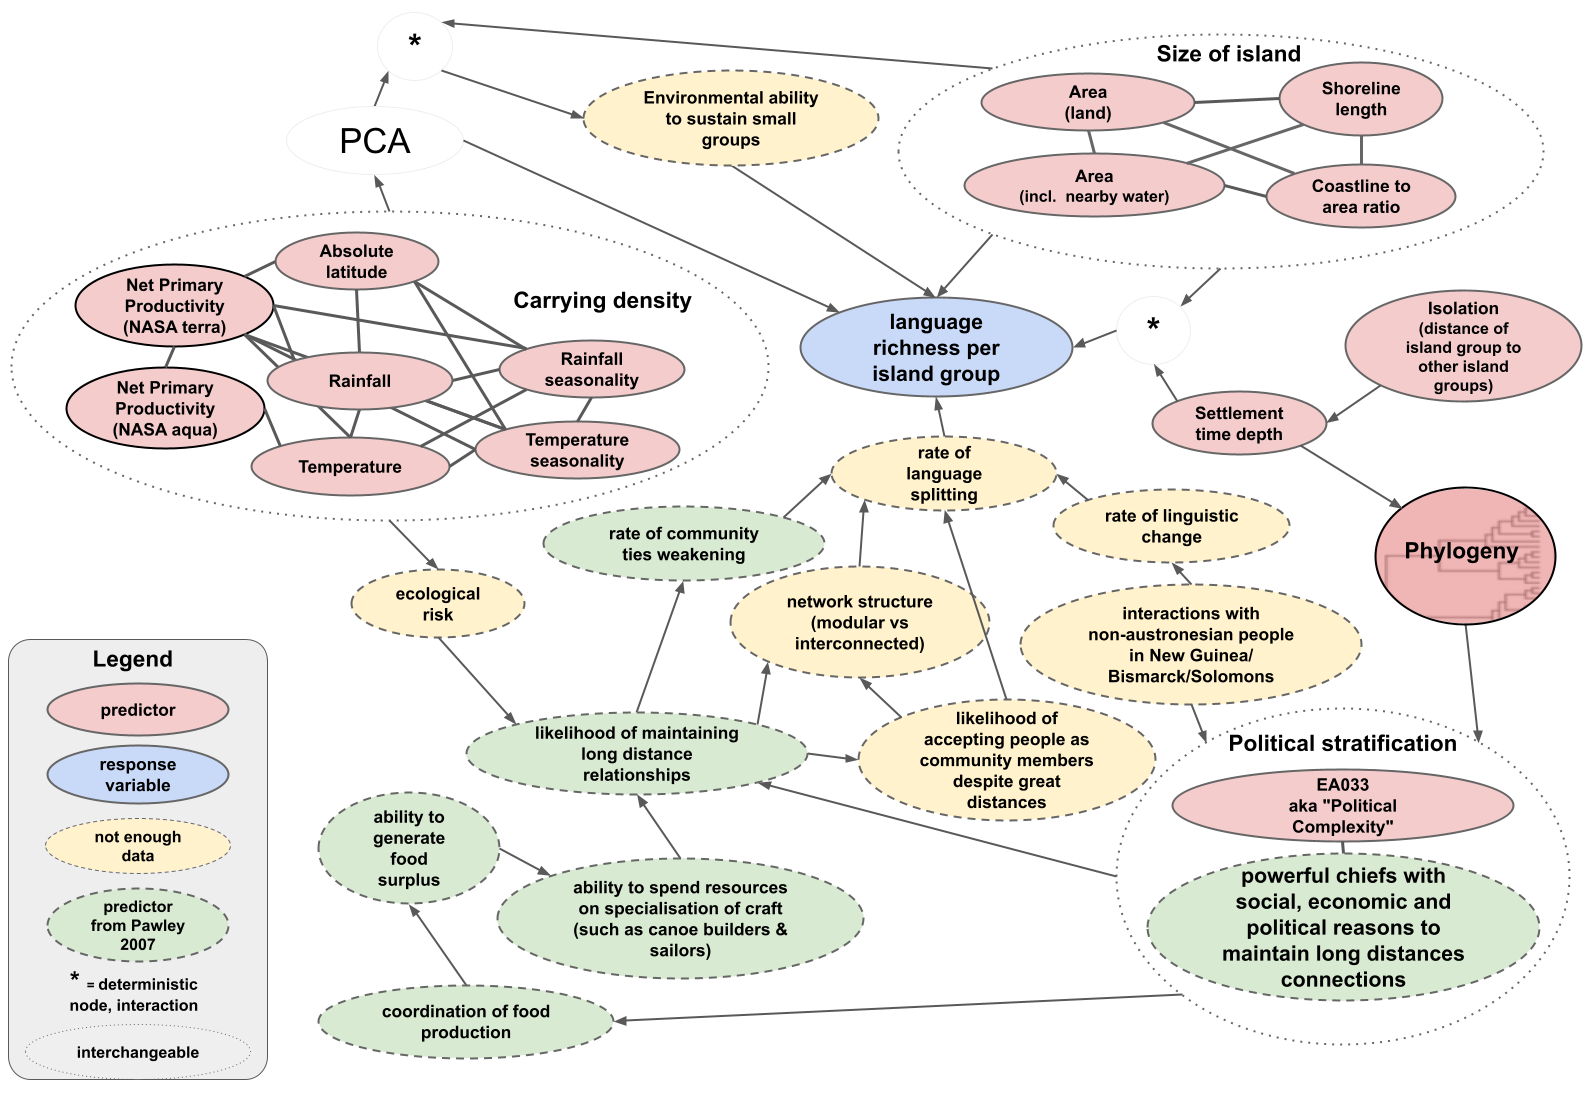 *
Size of island
Area
(land)
Shoreline
length
Environmental ability
to sustain small
groups
PCA
Area
(incl. nearby water)
Coastline to
area ratio
Absolute
latitude
Net Primary
Productivity
(NASA terra)
Carrying density
language
richness per
island group
*
Isolation
(distance of
island group to
other island
groups)
Rainfall
Rainfall
seasonality
Net Primary
Productivity
(NASA aqua)
Settlement
time depth
Temperature
Temperature
seasonality
rate of
language
splitting
rate of community
ties weakening
rate of linguistic
change
Phylogeny
ecological
risk
network structure
(modular vs
interconnected)
interactions with
non-austronesian people
in New Guinea/
Bismarck/Solomons
likelihood of maintaining
long distance
relationships
likelihood of
accepting people as
community members
despite great
distances
Political stratification
EA033
aka "Political
Complexity"
ability to
generate
food
surplus
ability to spend resources
on specialisation of craft
(such as canoe builders &
sailors)
powerful chiefs with
social, economic and
political reasons to
maintain long distances
connections
coordination of food
production
Legend
predictor
response
variable
not enough
data
predictor
from Pawley
2007
* = deterministic
node, interaction
interchangeable